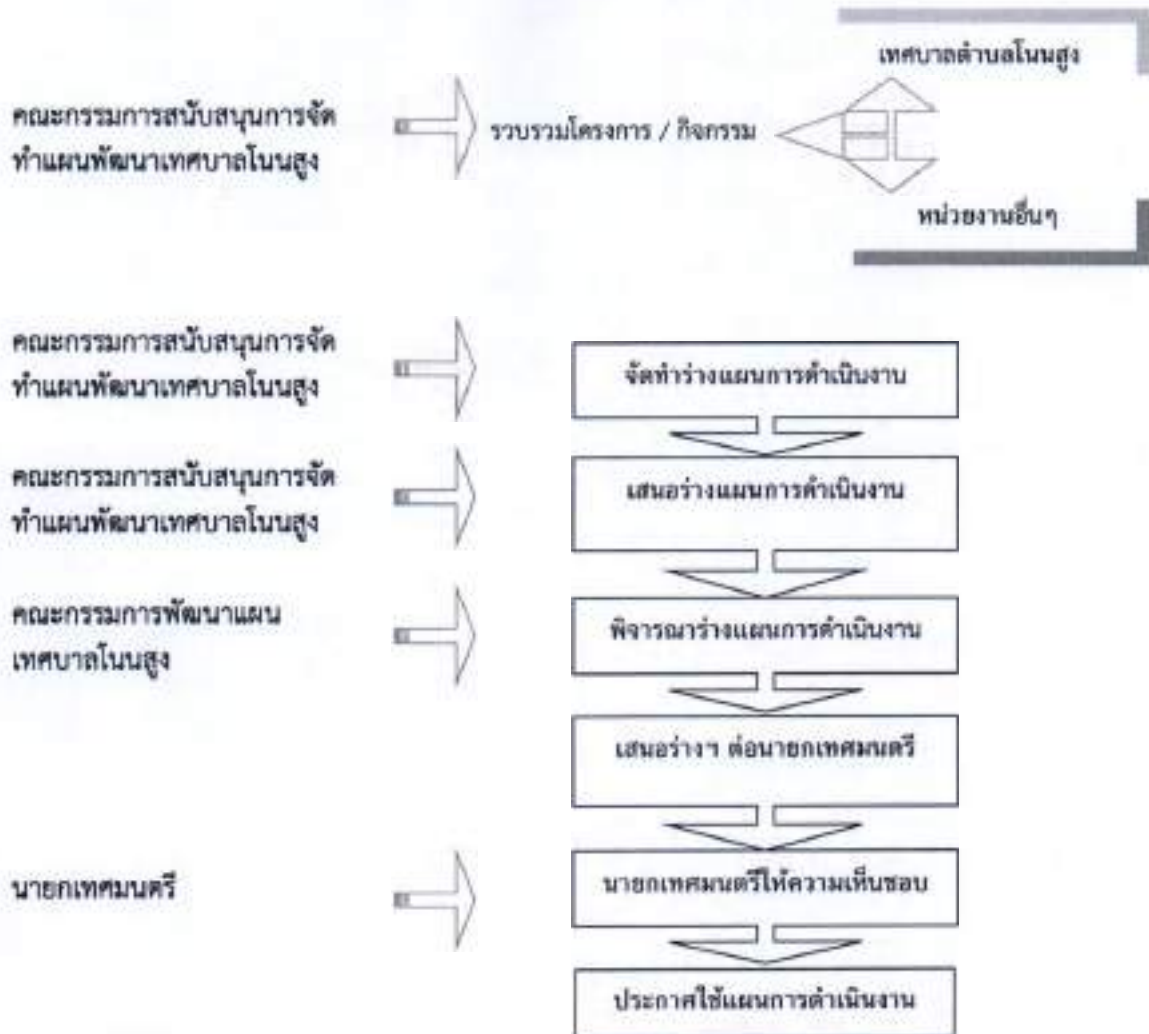 เทศบาลตำบลโนนสูง
คณะกรรมการสนับสนุนการจัด
ทำแผนพัฒนาเทศบาลโนนสูง
รวบรวมโครงการ / กิจกรรม
หน่วยงานอื่นๆ
คณะกรรมการสนับสนุนการจัด
ทำแผนพัฒนาเทศบาลโนนสูง
จัดทำร่างแผนการดำเนินงาน
คณะกรรมการสนับสนุนการจัด
ทำแผนพัฒนาเทศบาลโนนสูง
เสนอร่างแผนการดำเนินงาน
คณะกรรมการพัฒนาแผน
เทศบาลโนนสูง
พิจารณาร่างแผนการดำเนินงาน
เสนอร่างฯ ต่อนายกเทศมนตรี
นายกเทศมนตรี
นายกเทศมนตรีให้ความเห็นชอบ
ประกาศใช้แผนการดำเนินงาน